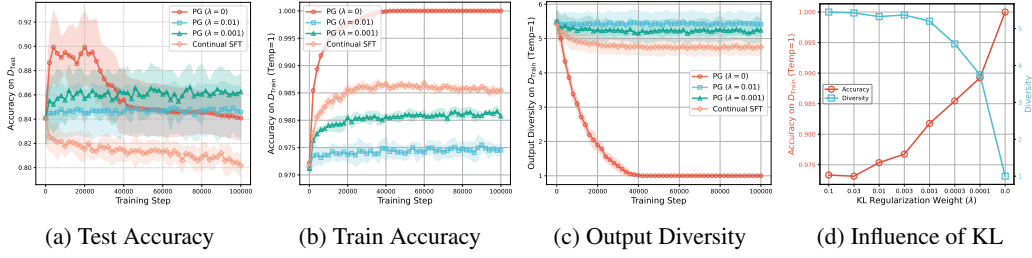 Accuracy on D_Test
0.92
0.90
0.88
0.86
0.84
0.82
0.80
0
20000
40000
60000
80000
100000
Training Step
PG (λ = 0)
PG (λ = 0.01)
PG (λ = 0.001)
Continual SFT
(a) Test Accuracy
Accuracy on D_Train (Temp=1)
1.000
0.995
0.990
0.985
0.980
0.975
0.970
0
20000
40000
60000
80000
100000
Training Step
PG (λ = 0)
PG (λ = 0.01)
PG (λ = 0.001)
Continual SFT
(b) Train Accuracy
Output Diversity on D_Train (Temp=1)
6
5
4
3
2
1
0
20000
40000
60000
80000
100000
Training Step
PG (λ = 0)
PG (λ = 0.01)
PG (λ = 0.001)
Continual SFT
(c) Output Diversity
Accuracy on D_Train (Temp=1)
1.000
0.995
0.990
0.985
0.980
0.975
Accuracy
Diversity
0.1
0.03
0.01
0.003
0.001
0.0003
0.0001
0.0
KL Regularization Weight (λ)
5
4
3
2
1
Diversity
(d) Influence of KL